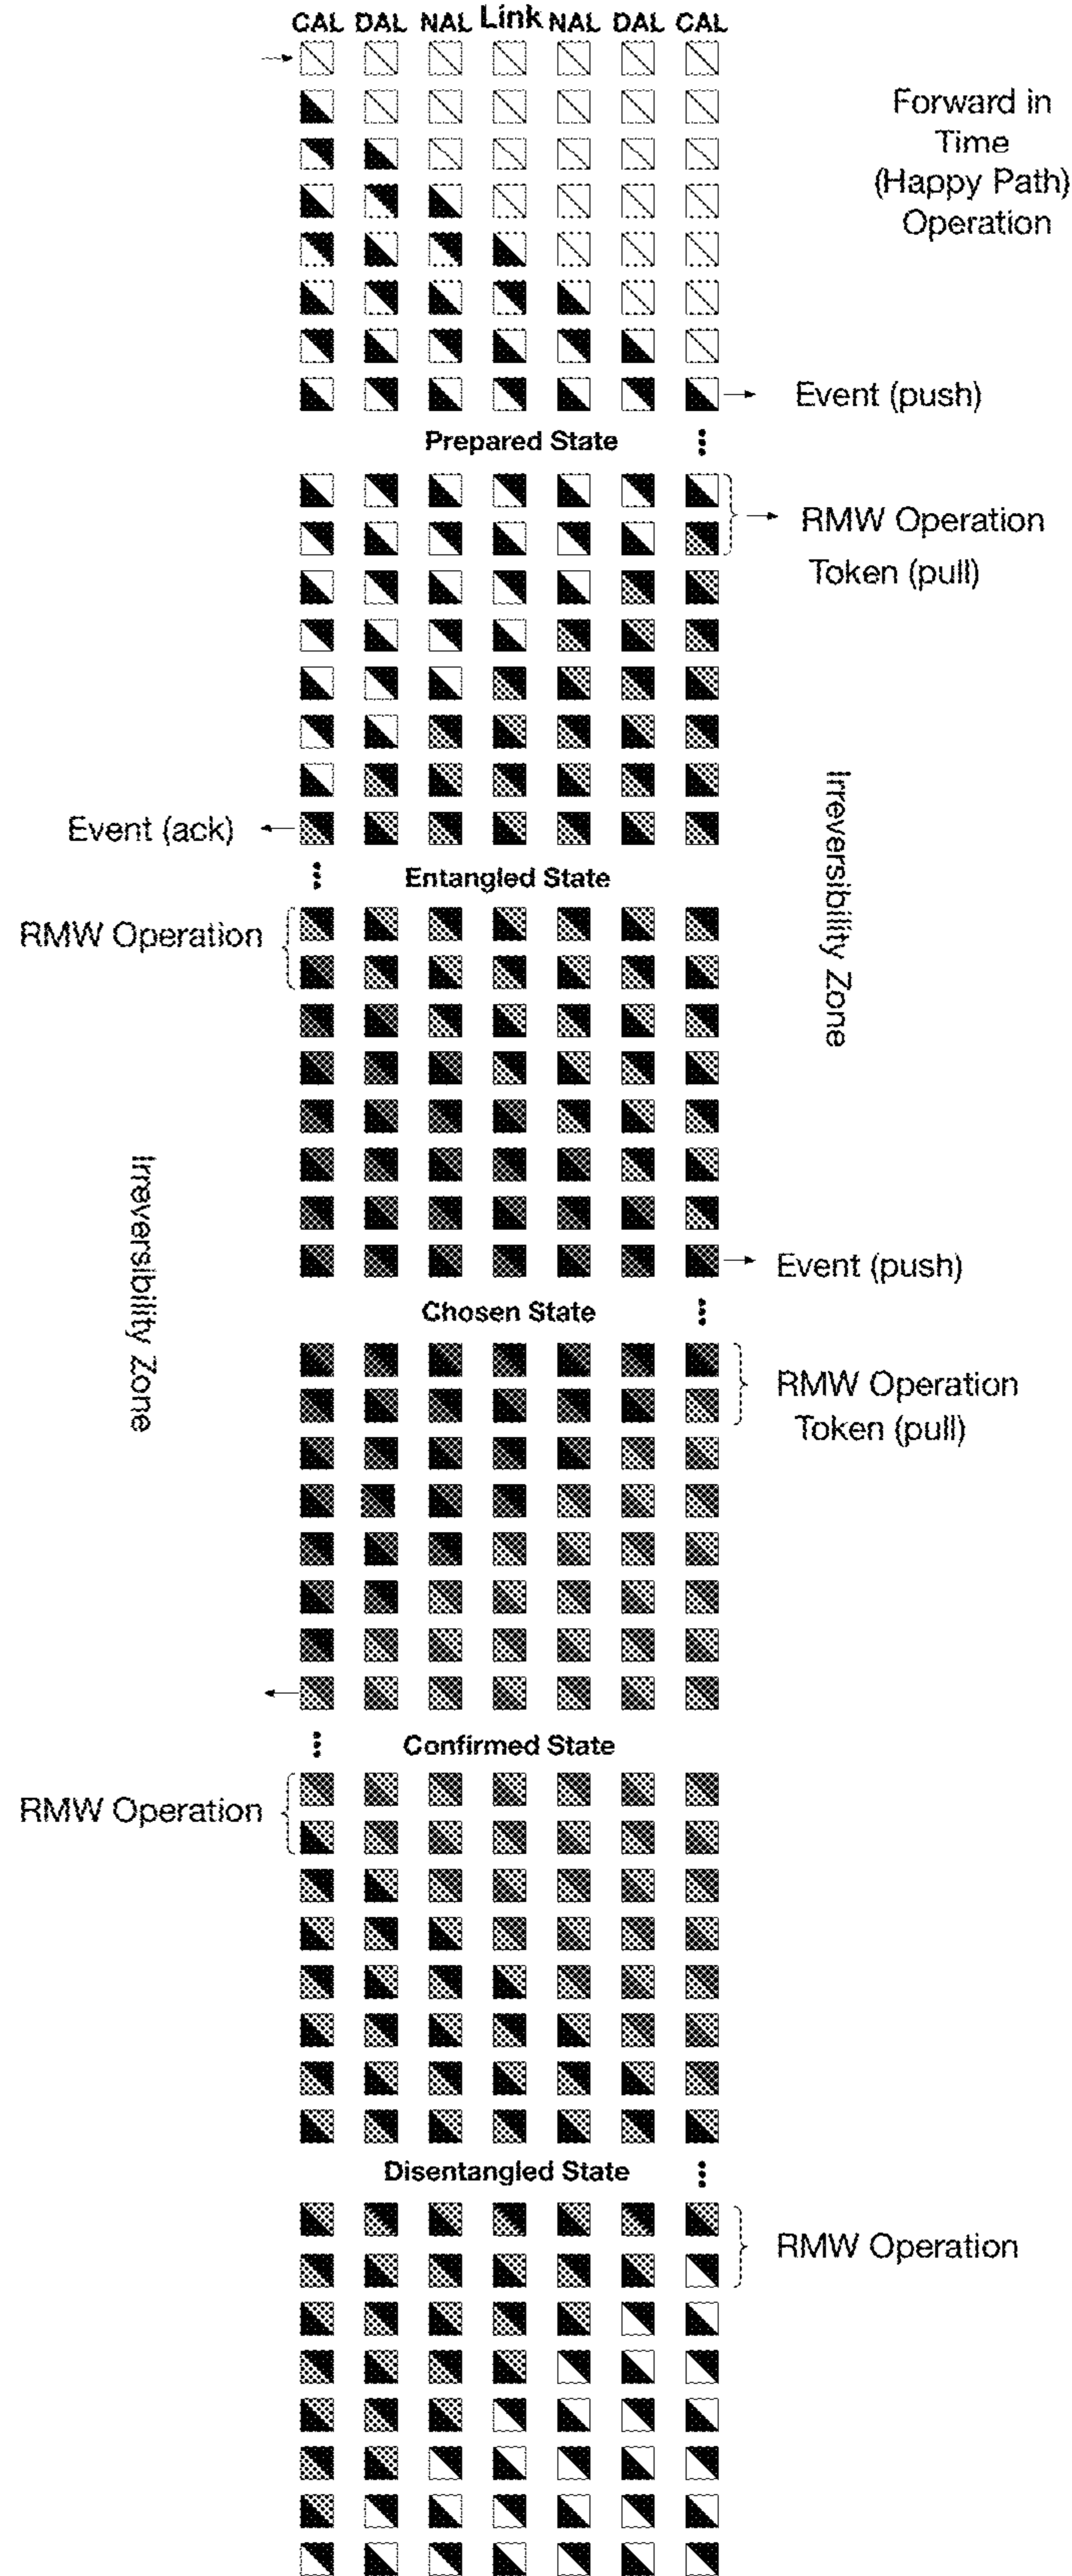 CAL DAL NAL Link NAL DAL CAL
Forward in
Time
(Happy Path)
Operation
Event (push)
Prepared State
RMW Operation
Token (pull)
Event (ack)
Entangled State
RMW Operation
Irreversibility Zone
Irreversibility Zone
Event (push)
Chosen State
RMW Operation
Token (pull)
Confirmed State
RMW Operation
Disentangled State
RMW Operation